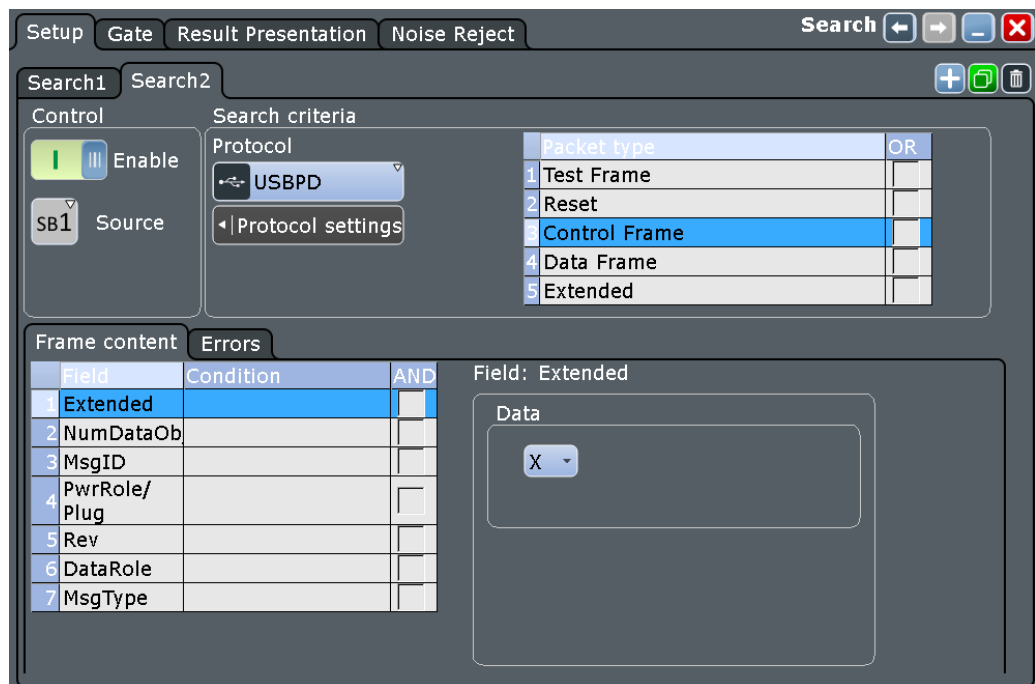 Setup Gate Result Presentation Noise Reject Search
Search1 Search2
Control Search criteria
I Enable
SB1 Source
Protocol
USBPD
Protocol settings
Packet type OR
1 Test Frame
2 Reset
3 Control Frame
4 Data Frame
5 Extended
Frame content Errors
Field Condition AND
1 Extended
2 NumDataOb
3 MsgID
4 PwrRole/
Plug
5 Rev
6 DataRole
7 MsgType
Field: Extended
Data
X